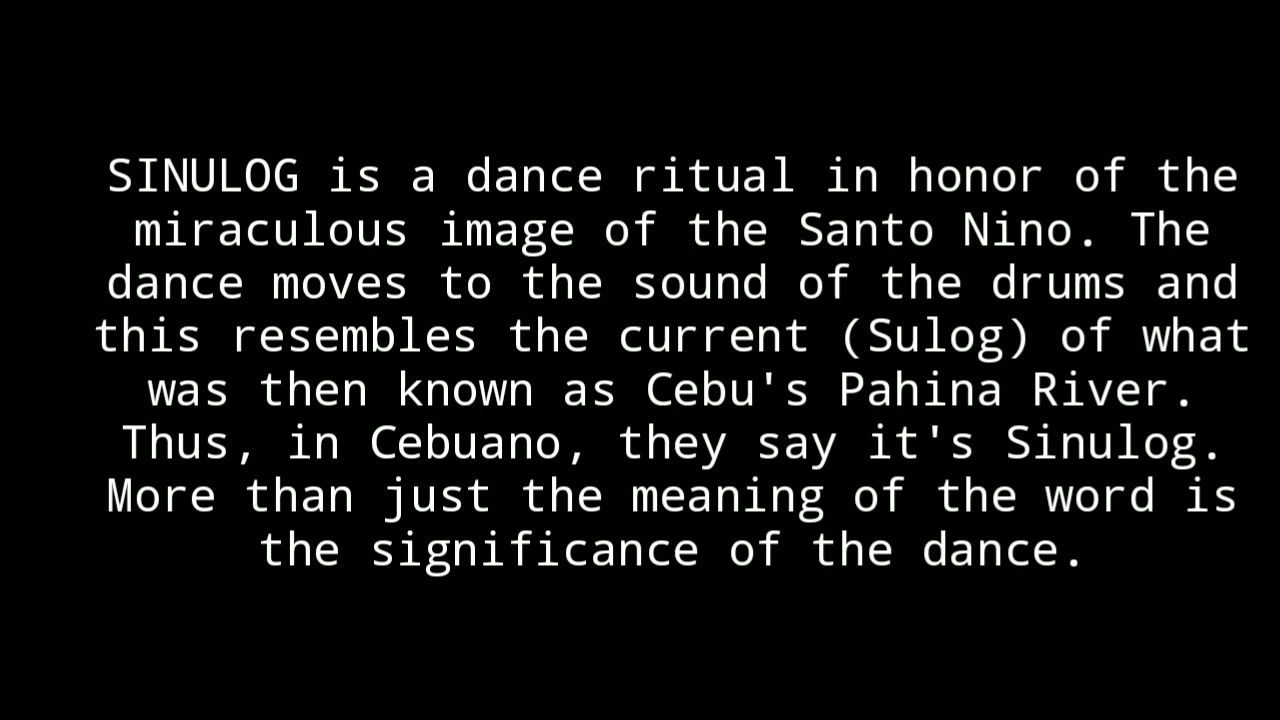 SINULOG is a dance ritual in honor of the
miraculous image of the Santo Nino. The
dance moves to the sound of the drums and
this resembles the current (Sulog) of what
was then known as Cebu's Pahina River.
Thus, in Cebuano, they say it's Sinulog.
More than just the meaning of the word is
the significance of the dance.